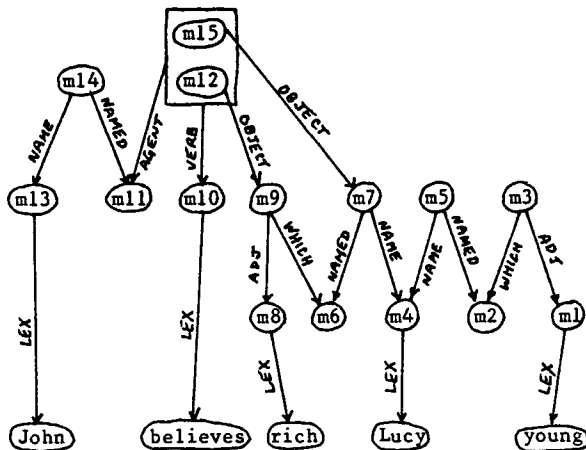 m15
m14
m12
NAME
NAMED
AGENT
VERB
OBJECT
OBJECT
m13
m11
m10
m9
m7
m5
m3
ADJ
WHICH
NAMED
NAME
NAME
NAMED
WHICH
ADJ
m8
m6
m4
m2
m1
LEX
LEX
LEX
LEX
LEX
John
believes
rich
Lucy
young